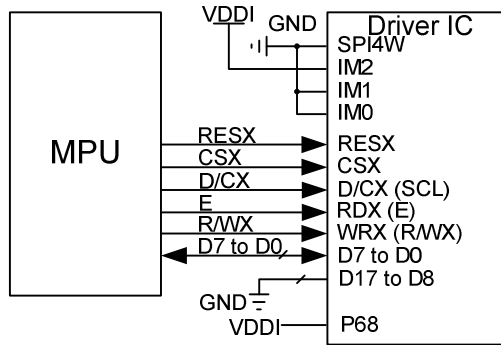 VDDI
GND
Driver IC
SPI4W
IM2
IM1
IM0
MPU
RESX
RESX
CSX
CSX
D/CX
D/CX (SCL)
E
RDX (E)
R/WX
WRX (R/WX)
D7 to D0
D7 to D0
D17 to D8
GND
VDDI
P68